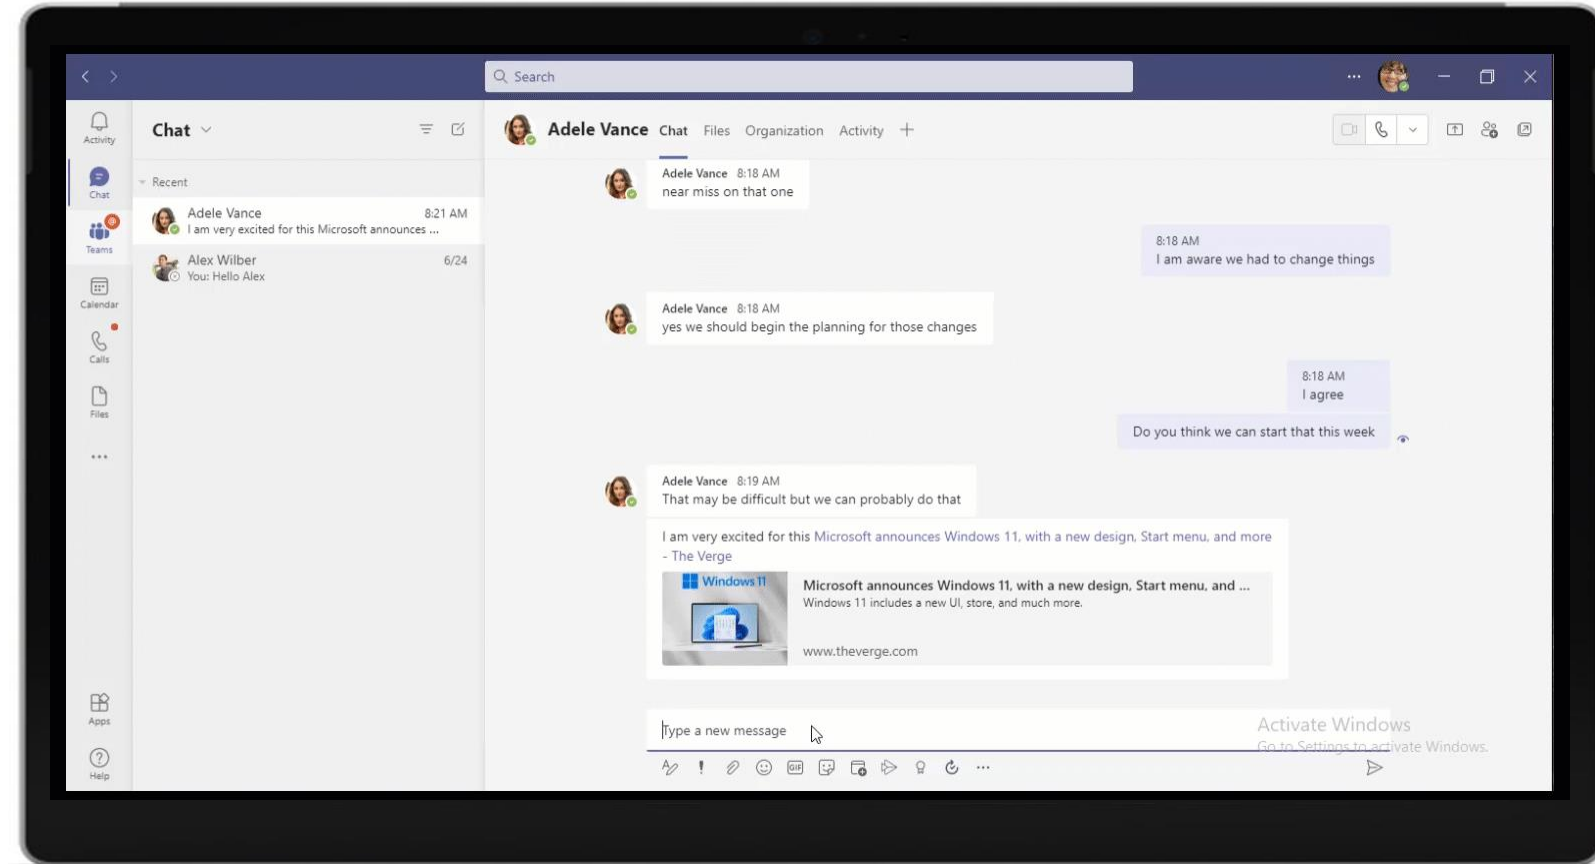 Search
Activity
Chat
Teams
Calendar
Calls
Files
Apps
Help
Chat
Recent
Adele Vance 8:21 AM
I am very excited for this Microsoft announces ...
Alex Wilber 6/24
You: Hello Alex
Adele Vance Chat Files Organization Activity
Adele Vance 8:18 AM
near miss on that one
8:18 AM
I am aware we had to change things
Adele Vance 8:18 AM
yes we should begin the planning for those changes
8:18 AM
I agree
Do you think we can start that this week
Adele Vance 8:19 AM
That may be difficult but we can probably do that
I am very excited for this Microsoft announces Windows 11, with a new design, Start menu, and more
- The Verge
Windows 11
Microsoft announces Windows 11, with a new design, Start menu, and ...
Windows 11 includes a new UI, store, and much more.
www.theverge.com
Type a new message
GIF
Activate Windows
Go to Settings to activate Windows.